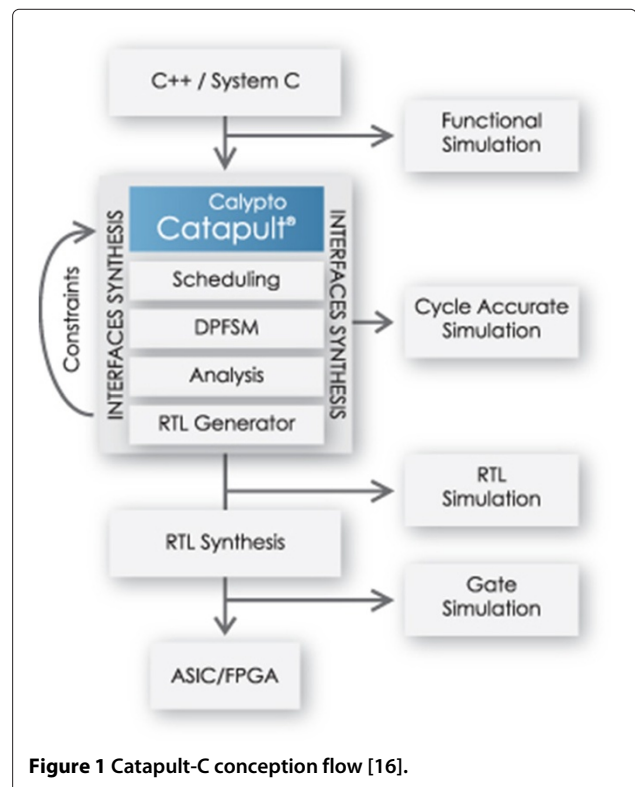 C++ / System C
Functional
Simulation
Calypto
Catapult®
INTERFACES SYNTHESIS
INTERFACES SYNTHESIS
Constraints
Scheduling
DPFSM
Analysis
RTL Generator
Cycle Accurate
Simulation
RTL
Simulation
RTL Synthesis
Gate
Simulation
ASIC/FPGA
Figure 1 Catapult-C conception flow [16].